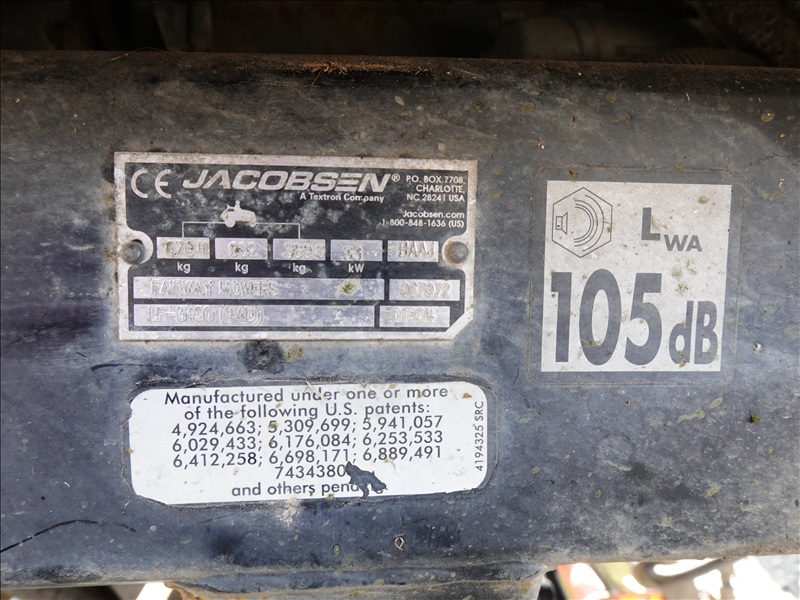 CE JACOBSEN®
A Textron Company
P.O. BOX 7708,
CHARLOTTE,
NC 28241 USA
Jacobsen.com
1-800-848-1636 (US)
kg kg kg kW
FAIRWAY MOWERS
LWA
105 dB
Manufactured under one or more
of the following U.S. patents:
4,924,663; 5,309,699; 5,941,057
6,029,433; 6,176,084; 6,253,533
6,412,258; 6,698,171; 6,889,491
7434380
and others
4194325 SRC